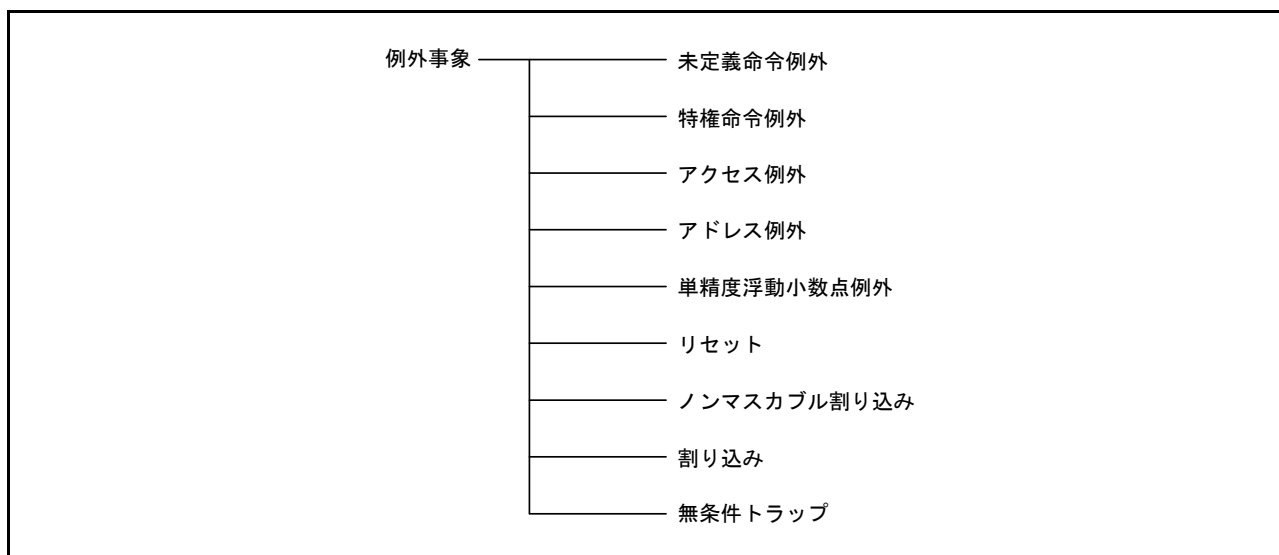 例外事象
未定義命令例外
特権命令例外
アクセス例外
アドレス例外
単精度浮動小数点例外
リセット
ノンマスカブル割り込み
割り込み
無条件トラップ